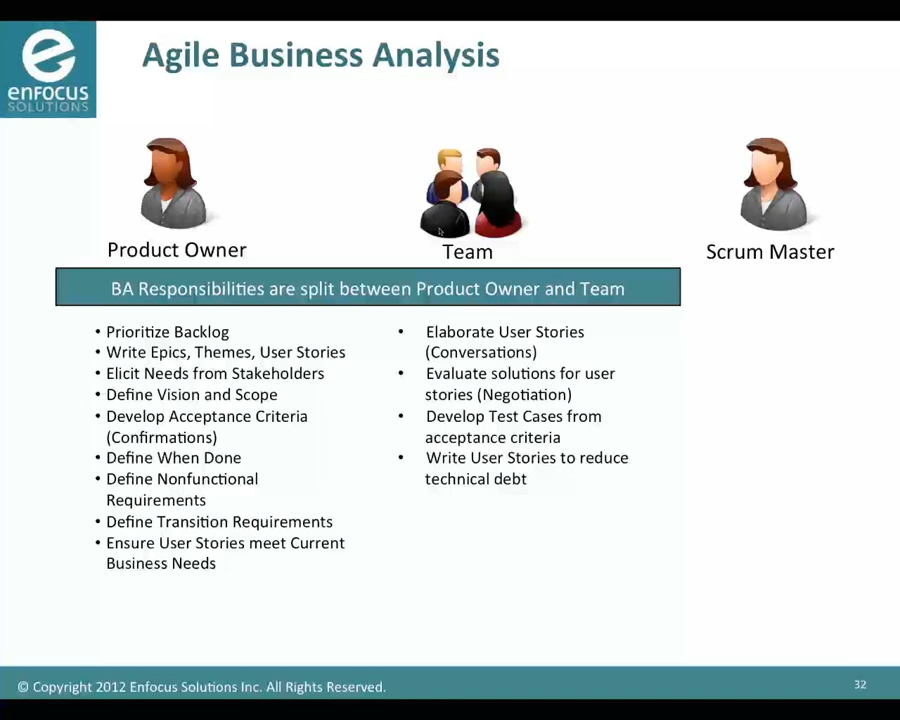 enfocus
SOLUTIONS
Agile Business Analysis
Product Owner
Team
Scrum Master
BA Responsibilities are split between Product Owner and Team
• Prioritize Backlog
• Write Epics, Themes, User Stories
• Elicit Needs from Stakeholders
• Define Vision and Scope
• Develop Acceptance Criteria
(Confirmations)
• Define When Done
• Define Nonfunctional
Requirements
• Define Transition Requirements
• Ensure User Stories meet Current
Business Needs
• Elaborate User Stories
(Conversations)
• Evaluate solutions for user
stories (Negotiation)
• Develop Test Cases from
acceptance criteria
• Write User Stories to reduce
technical debt
© Copyright 2012 Enfocus Solutions Inc. All Rights Reserved.
32